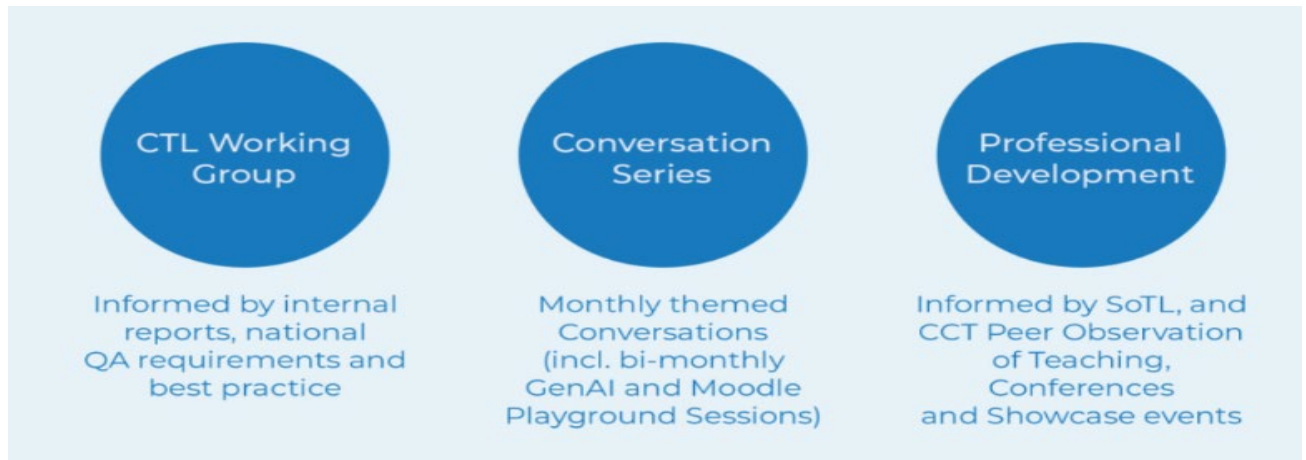 CTL Working
Group
Informed by internal
reports, national
QA requirements and
best practice
Conversation
Series
Monthly themed
Conversations
(incl. bi-monthly
GenAI and Moodle
Playground Sessions)
Professional
Development
Informed by SoTL, and
CCT Peer Observation
of Teaching,
Conferences
and Showcase events